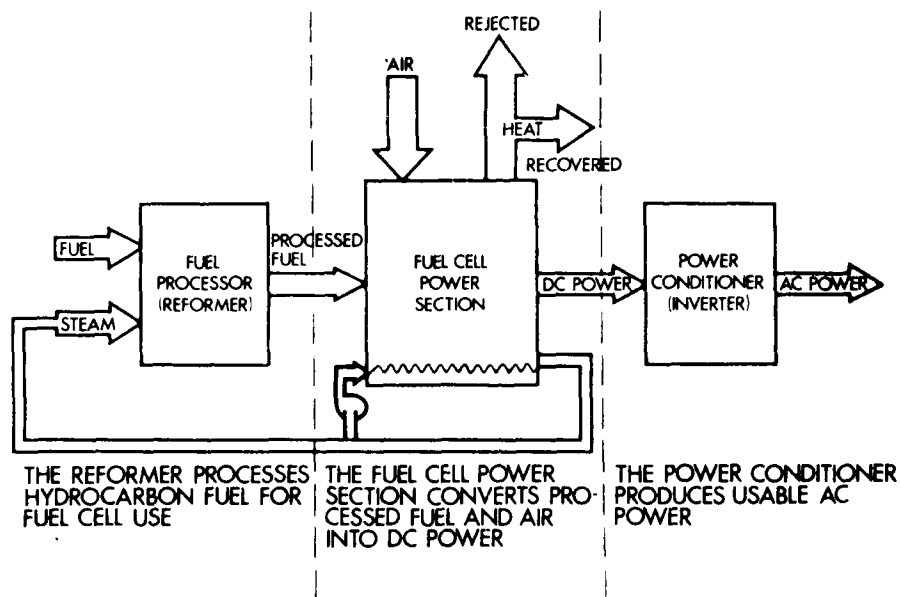 REJECTED
AIR
HEAT
RECOVERED
FUEL
FUEL
PROCESSOR
(REFORMER)
PROCESSED
FUEL
FUEL CELL
POWER
SECTION
DC POWER
POWER
CONDITIONER
(INVERTER)
AC POWER
STEAM
THE REFORMER PROCESSES
HYDROCARBON FUEL FOR
FUEL CELL USE
THE FUEL CELL POWER
SECTION CONVERTS PRO-
CESSED FUEL AND AIR
INTO DC POWER
THE POWER CONDITIONER
PRODUCES USABLE AC
POWER